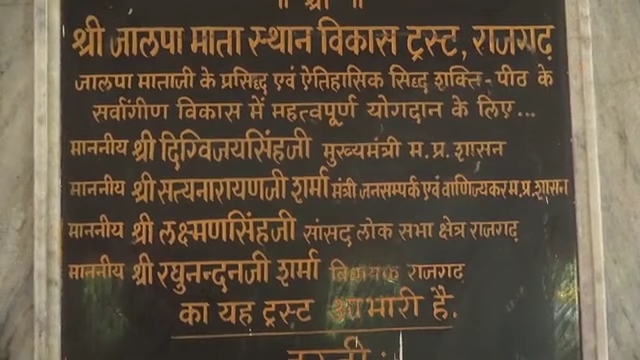 ॥ श्री ॥
श्री जालपा माता स्थान विकास ट्रस्ट, राजगढ़
जालपा माताजी के प्रसिद्ध एवं ऐतिहासिक सिद्ध शक्ति-पीठ के
सर्वांगीण विकास में महत्वपूर्ण योगदान के लिए...
माननीय श्री दिग्विजयसिंहजी मुख्यमंत्री म.प्र.शासन
माननीय श्री सत्यनारायणजी शर्मा मंत्री जनसम्पर्क एवं वाणिज्यकर म.प्र.शासन
माननीय श्री लक्ष्मणसिंहजी सांसद लोक सभा क्षेत्र राजगढ़
माननीय श्री रघुनन्दनजी शर्मा विधायक राजगढ़
का यह ट्रस्ट आभारी है.